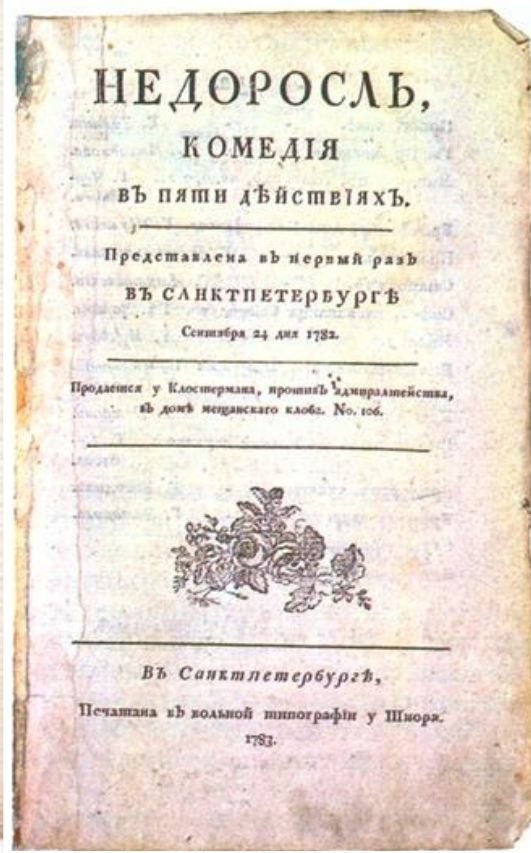 НЕДОРОСЛЬ,
КОМЕДІЯ
ВЪ ПЯТИ ДѢЙСТВІЯХЪ.
Представлена въ первый разъ
ВЪ САНКТПЕТЕРБУРГѢ
Сентября 24 дня 1782.
Продается у Клостермана, противъ адмиралтейства,
въ домѣ мещанскаго клоба. No. 106.
Въ Санктпетербургѣ,
Печатана въ вольной типографіи у Шнора.
1783.